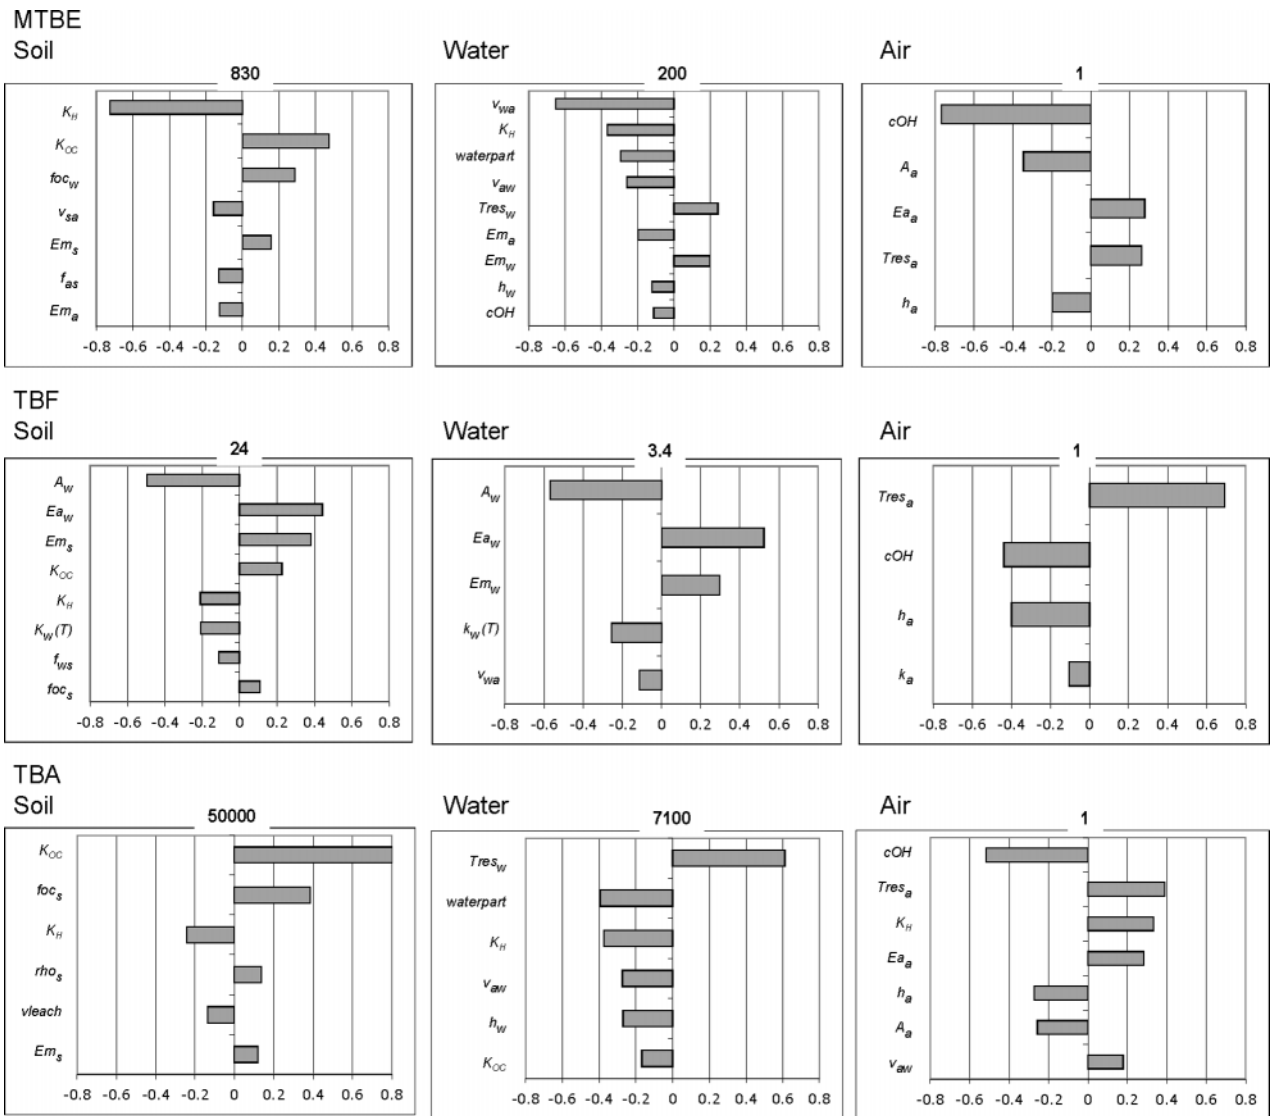 MTBE
Soil
Water
Air
830
200
1
K_H
K_OC
foc_w
v_sa
Em_s
f_as
Em_a
-0.8 -0.6 -0.4 -0.2 0 0.2 0.4 0.6 0.8
v_wa
K_H
waterpart
v_aw
Tres_w
Em_a
Em_w
h_w
cOH
-0.8 -0.6 -0.4 -0.2 0 0.2 0.4 0.6 0.8
cOH
A_a
Ea_a
Tres_a
h_a
-0.8 -0.6 -0.4 -0.2 0 0.2 0.4 0.6 0.8
TBF
Soil
Water
Air
24
3.4
1
A_w
Ea_w
Em_s
K_OC
K_H
K_W(T)
f_ws
foc_s
-0.8 -0.6 -0.4 -0.2 0 0.2 0.4 0.6 0.8
A_w
Ea_w
Em_w
k_w(T)
v_wa
-0.8 -0.6 -0.4 -0.2 0 0.2 0.4 0.6 0.8
Tres_a
cOH
h_a
k_a
-0.8 -0.6 -0.4 -0.2 0 0.2 0.4 0.6 0.8
TBA
Soil
Water
Air
50000
7100
1
K_OC
foc_s
K_H
rho_s
vleach
Em_s
-0.8 -0.6 -0.4 -0.2 0 0.2 0.4 0.6 0.8
Tres_w
waterpart
K_H
v_aw
h_w
K_OC
-0.8 -0.6 -0.4 -0.2 0 0.2 0.4 0.6 0.8
cOH
Tres_a
K_H
Ea_a
h_a
A_a
v_aw
-0.8 -0.6 -0.4 -0.2 0 0.2 0.4 0.6 0.8